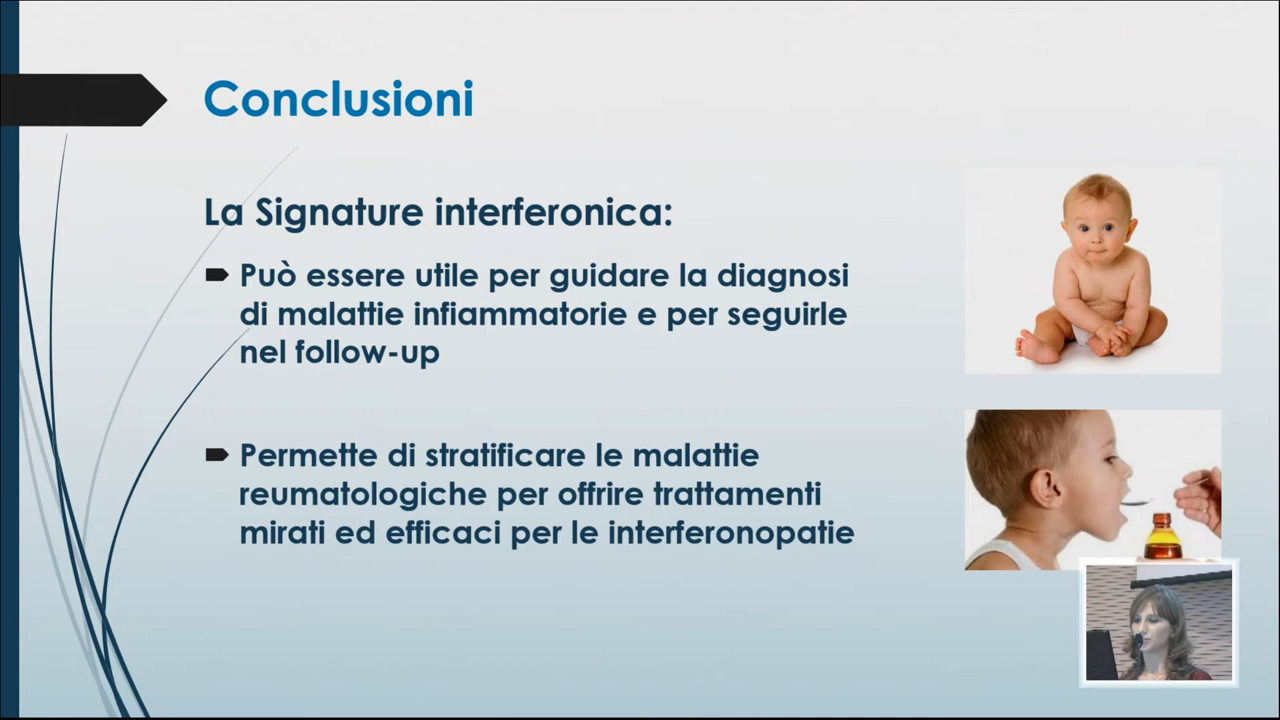 Conclusioni
La Signature interferonica:
Può essere utile per guidare la diagnosi
di malattie infiammatorie e per seguirle
nel follow-up
Permette di stratificare le malattie
reumatologiche per offrire trattamenti
mirati ed efficaci per le interferonopatie